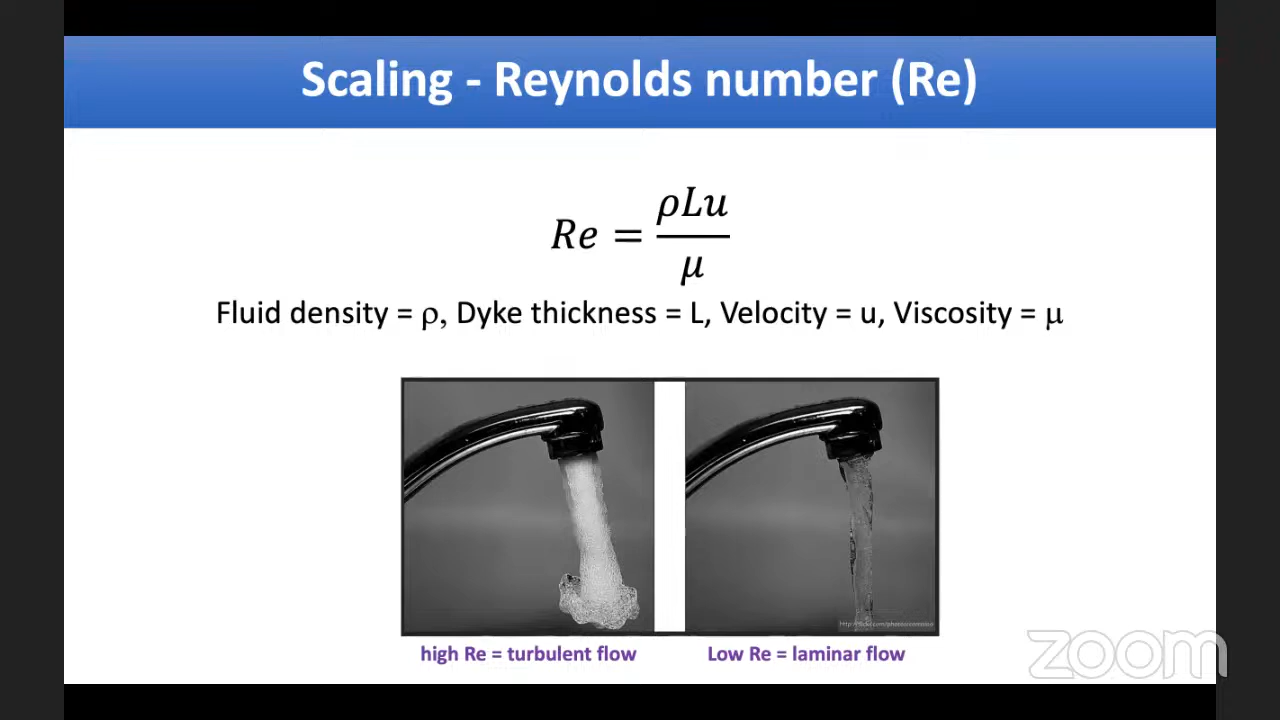 Scaling - Reynolds number (Re)
Re = ρLu / μ
Fluid density = ρ, Dyke thickness = L, Velocity = u, Viscosity = μ
high Re = turbulent flow
Low Re = laminar flow
zoom